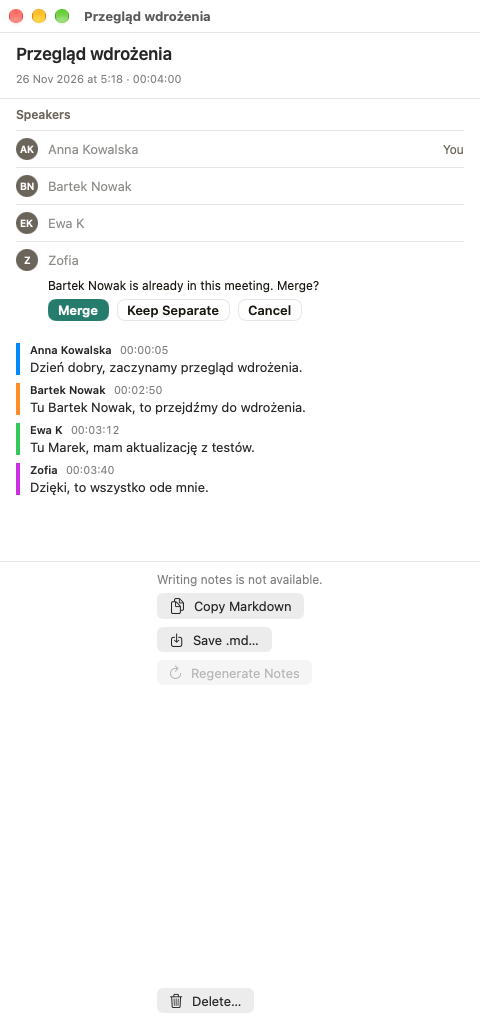 Przegląd wdrożenia
Przegląd wdrożenia
26 Nov 2026 at 5:18 · 00:04:00
Speakers
AK Anna Kowalska You
BN Bartek Nowak
EK Ewa K
Z Zofia
Bartek Nowak is already in this meeting. Merge?
Merge Keep Separate Cancel
Anna Kowalska 00:00:05
Dzień dobry, zaczynamy przegląd wdrożenia.
Bartek Nowak 00:02:50
Tu Bartek Nowak, to przejdźmy do wdrożenia.
Ewa K 00:03:12
Tu Marek, mam aktualizację z testów.
Zofia 00:03:40
Dzięki, to wszystko ode mnie.
Writing notes is not available.
Copy Markdown
Save .md…
Regenerate Notes
Delete…